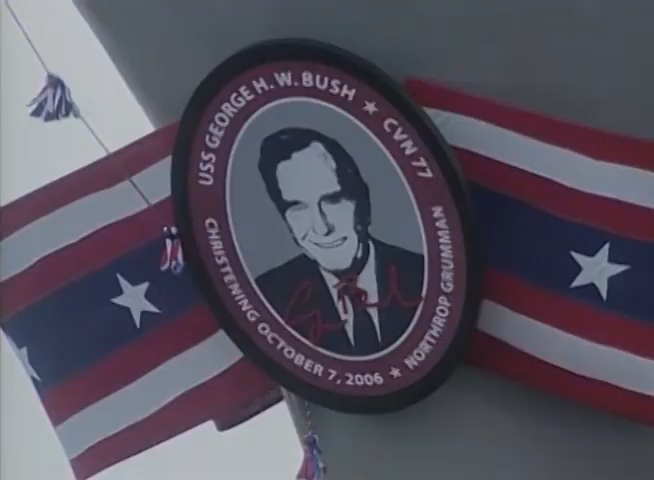 USS GEORGE H.W. BUSH ★ CVN 77
CHRISTENING OCTOBER 7, 2006 ★ NORTHROP GRUMMAN